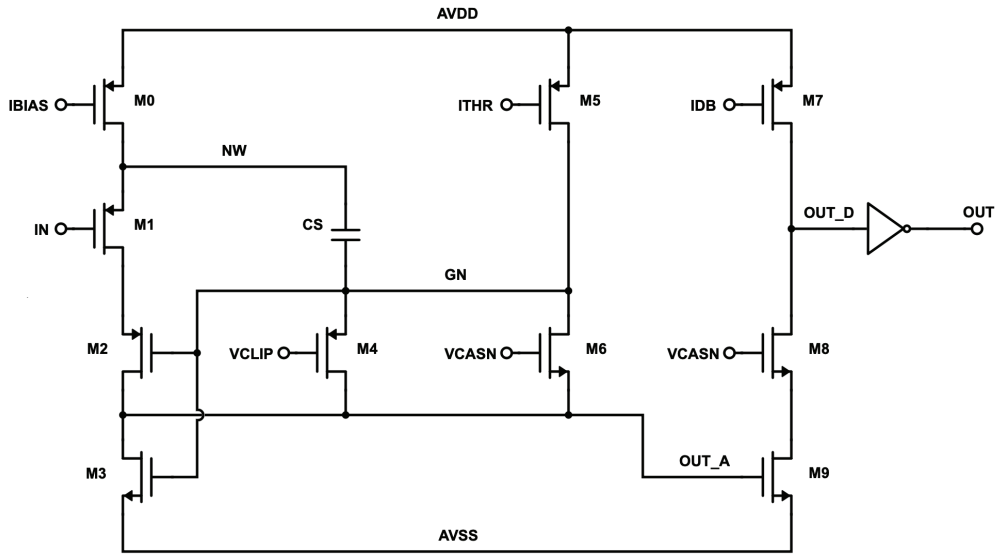 AVDD
IBIAS
M0
ITHR
M5
IDB
M7
NW
IN
M1
CS
OUT_D
OUT
GN
M2
VCLIP
M4
VCASN
M6
VCASN
M8
M3
OUT_A
M9
AVSS